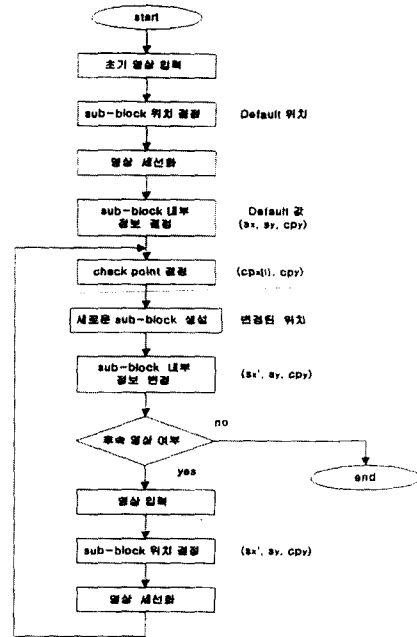 start
초기 영상 입력
sub-block 위치 결정 Default 위치
영상 세선화
sub-block 내부
정보 결정
Default 값
(sx, sy, cpy)
check point 결정 (cpx[i], cpy)
새로운 sub-block 생성 변경된 위치
sub-block 내부
정보 변경
(sx', sy, cpy)
후속 영상 여부
no
yes
end
영상 입력
sub-block 위치 결정 (sx', sy, cpy)
영상 세선화